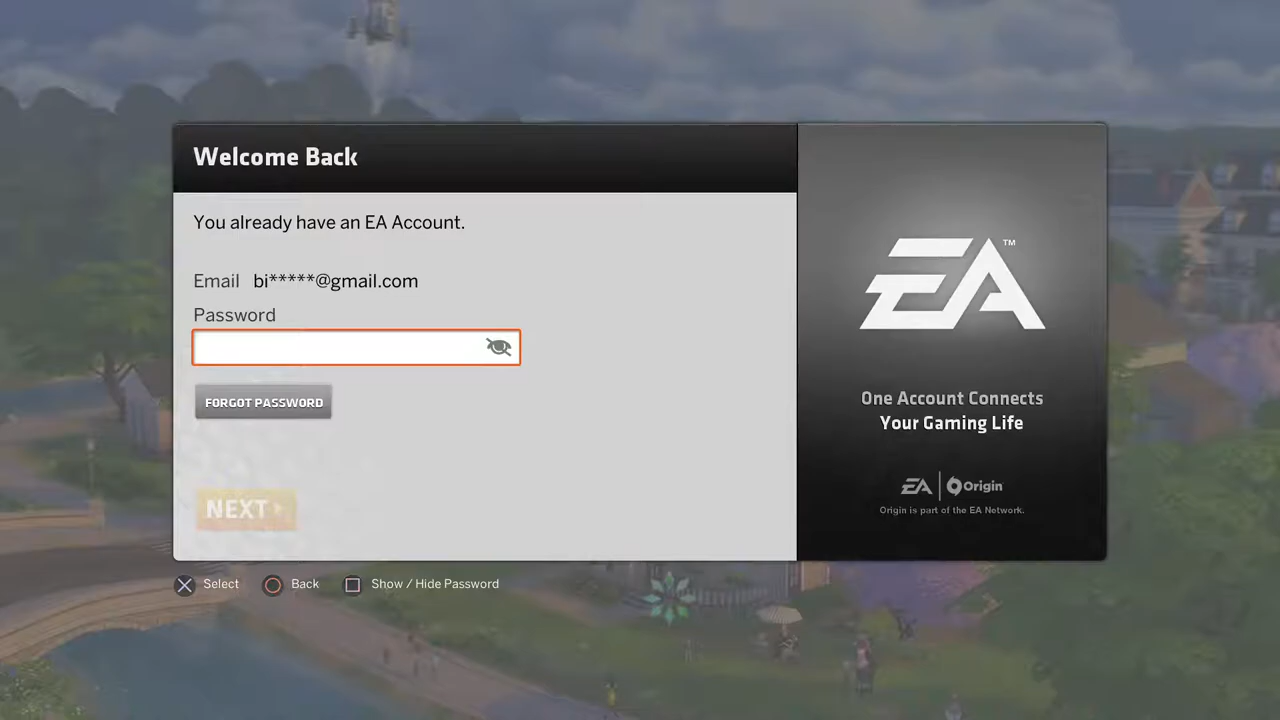 Welcome Back
You already have an EA Account.
Email bi*****@gmail.com
Password
FORGOT PASSWORD
NEXT
EA™
One Account Connects
Your Gaming Life
EA | Origin
Origin is part of the EA Network.
Select Back Show / Hide Password